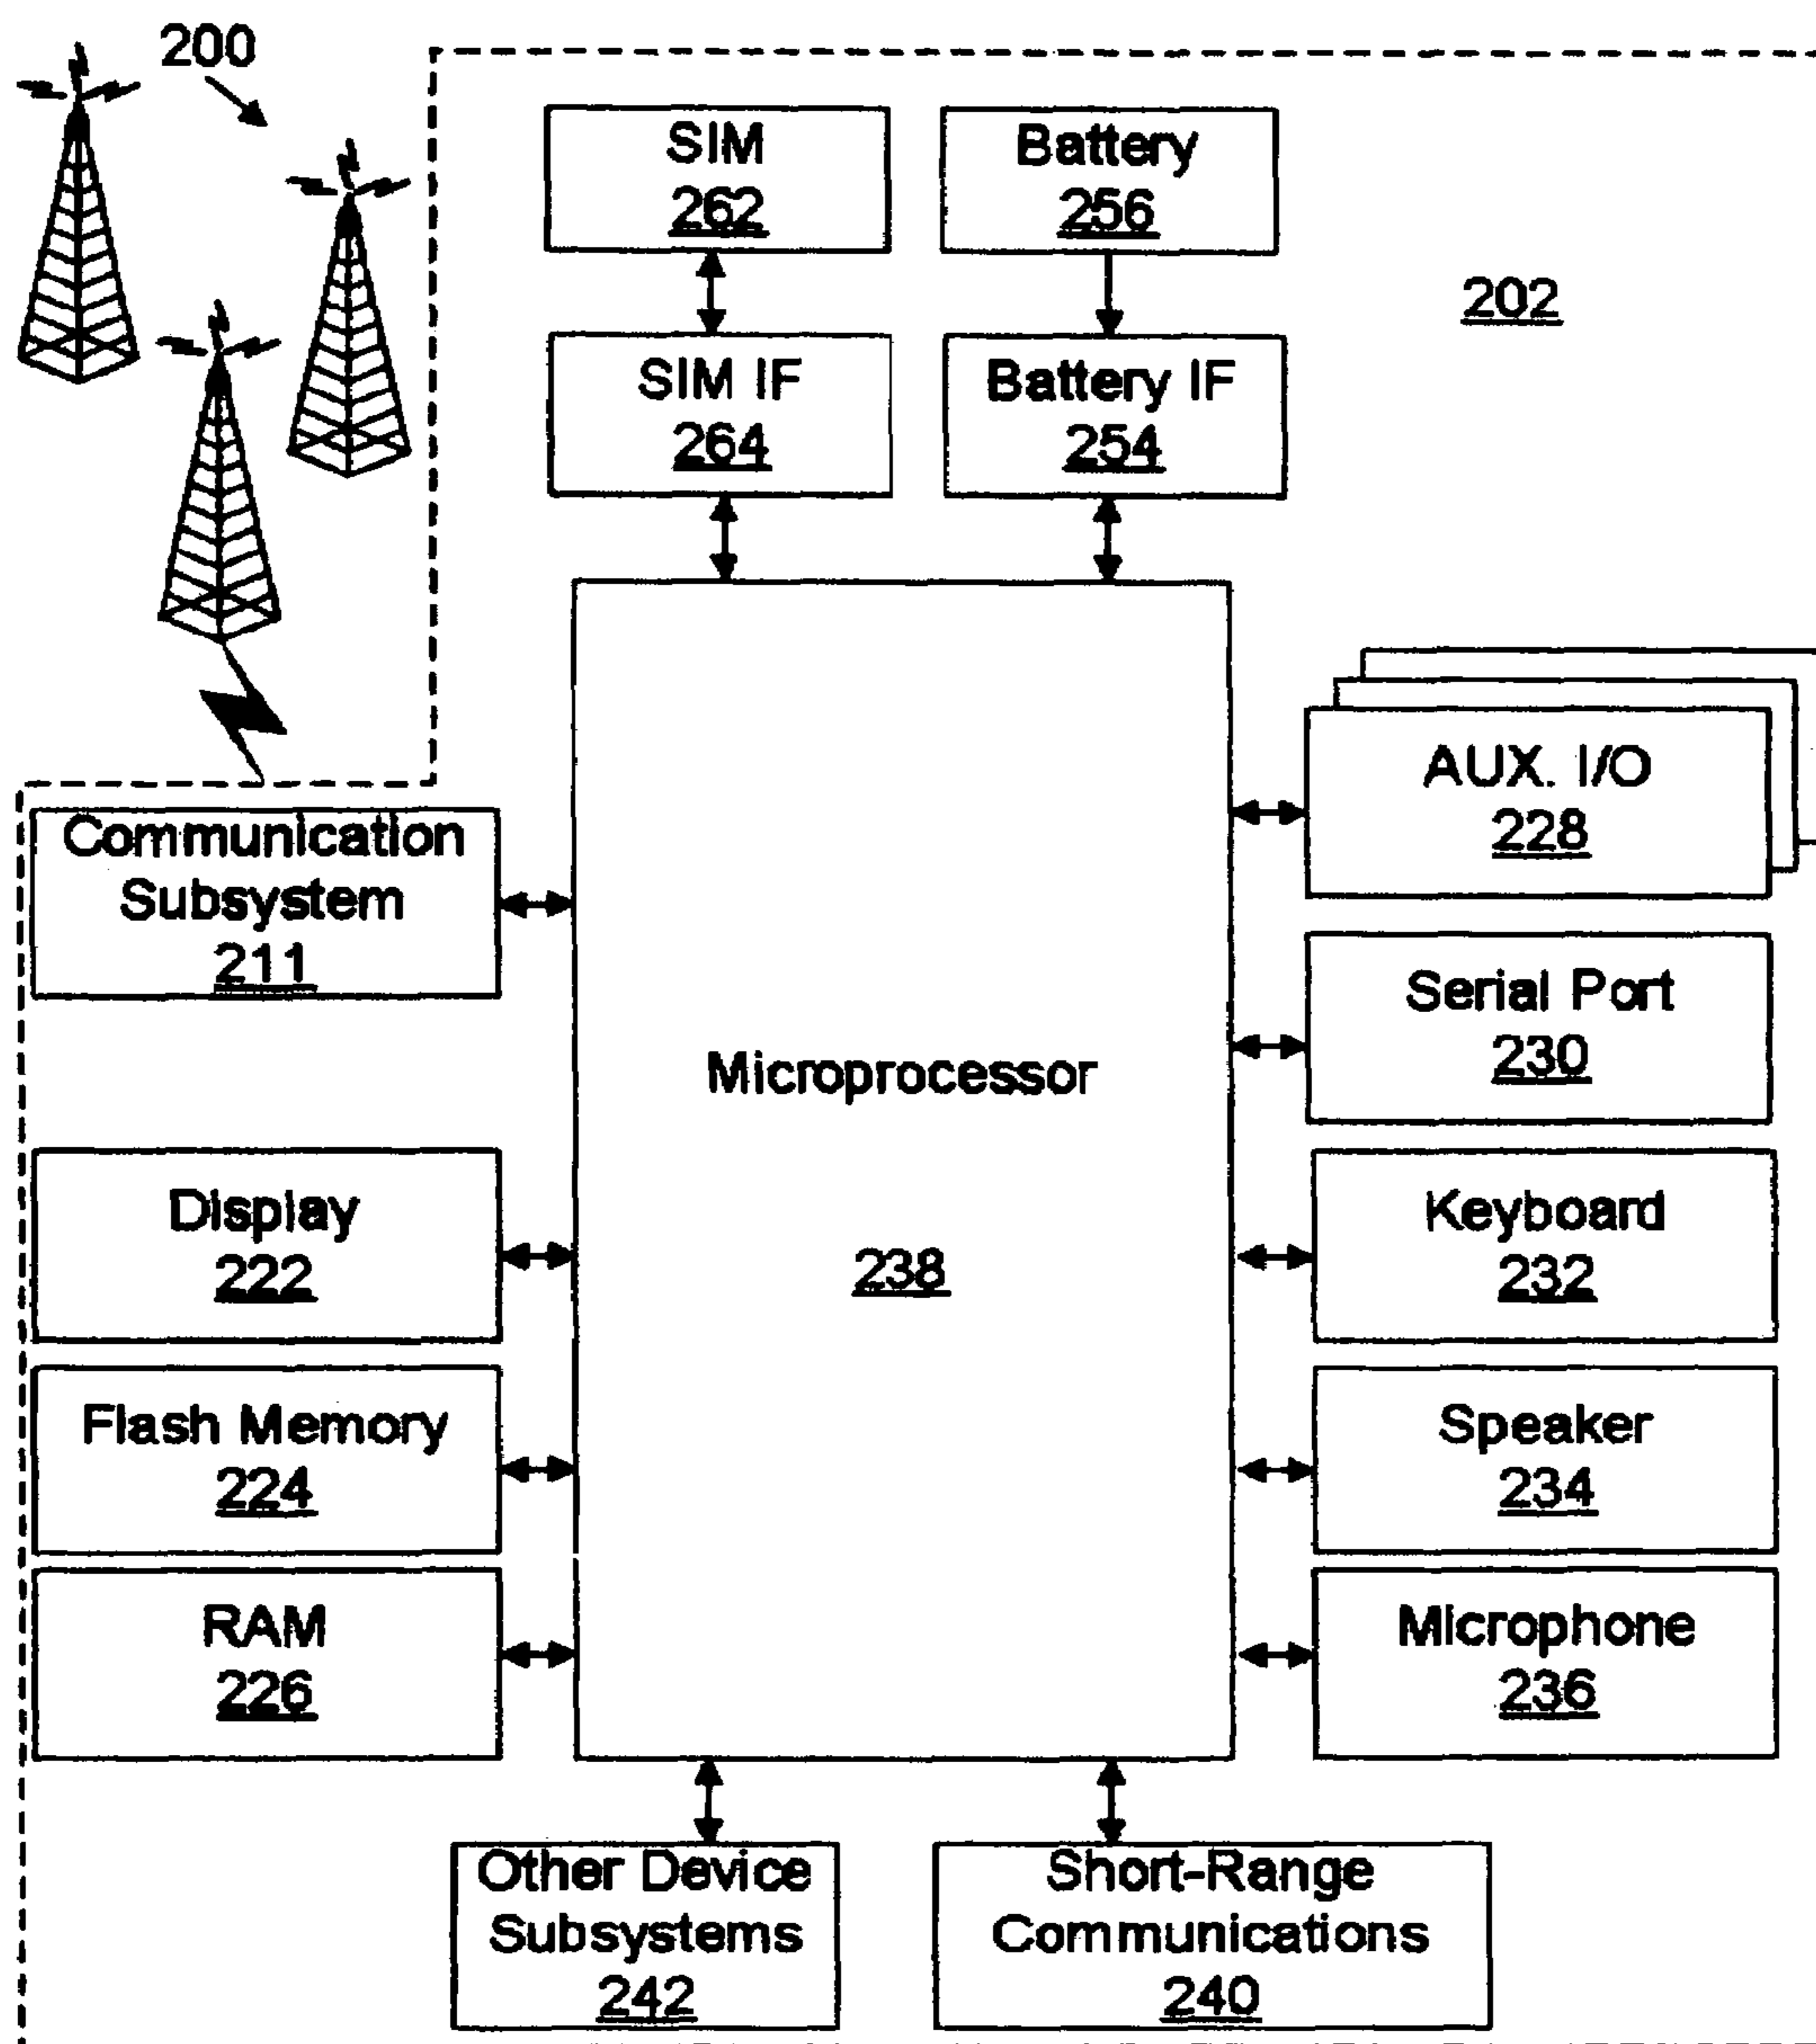 200
SIM
262
Battery
256
202
SIM IF
264
Battery IF
254
AUX. I/O
228
Communication
Subsystem
211
Serial Port
230
Microprocessor
238
Display
222
Keyboard
232
Flash Memory
224
Speaker
234
RAM
226
Microphone
236
Other Device
Subsystems
242
Short-Range
Communications
240